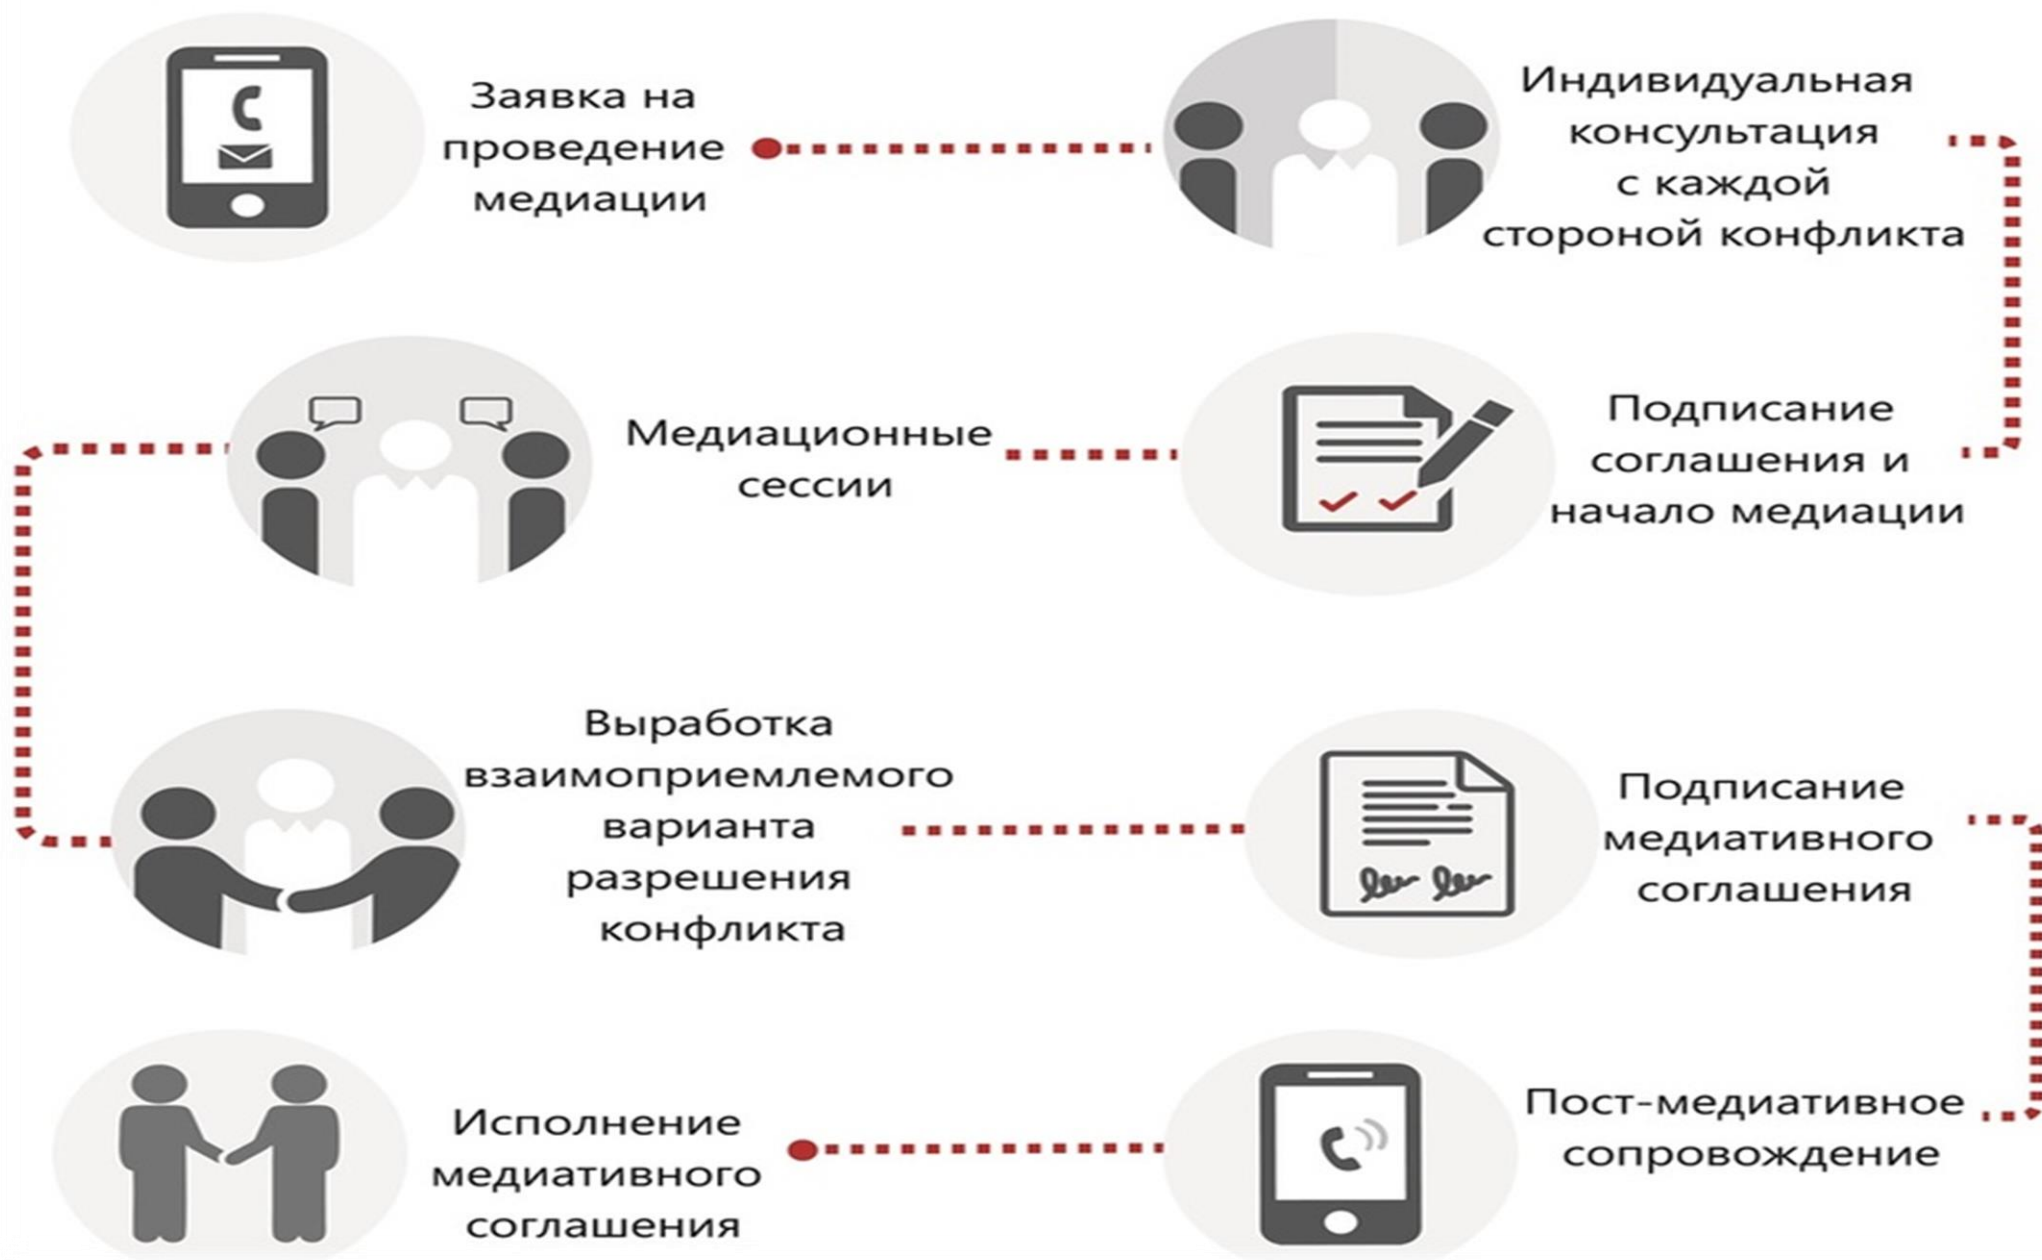 Заявка на
проведение
медиации
Индивидуальная
консультация
с каждой
стороной конфликта
Подписание
соглашения и
начало медиации
Медиационные
сессии
Выработка
взаимоприемлемого
варианта
разрешения
конфликта
Подписание
медиативного
соглашения
Пост-медиативное
сопровождение
Исполнение
медиативного
соглашения